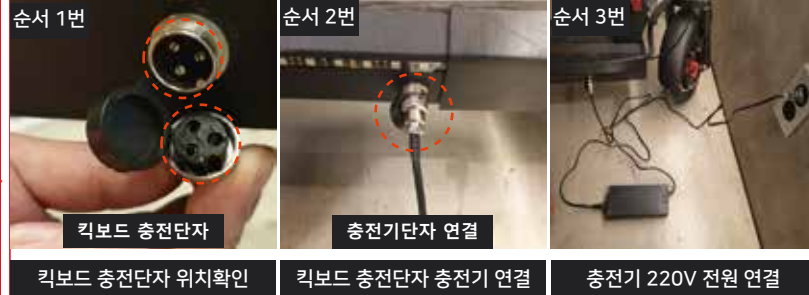 순서 1번
순서 2번
순서 3번
킥보드 충전단자
충전기단자 연결
킥보드 충전단자 위치확인
킥보드 충전단자 충전기 연결
충전기 220V 전원 연결